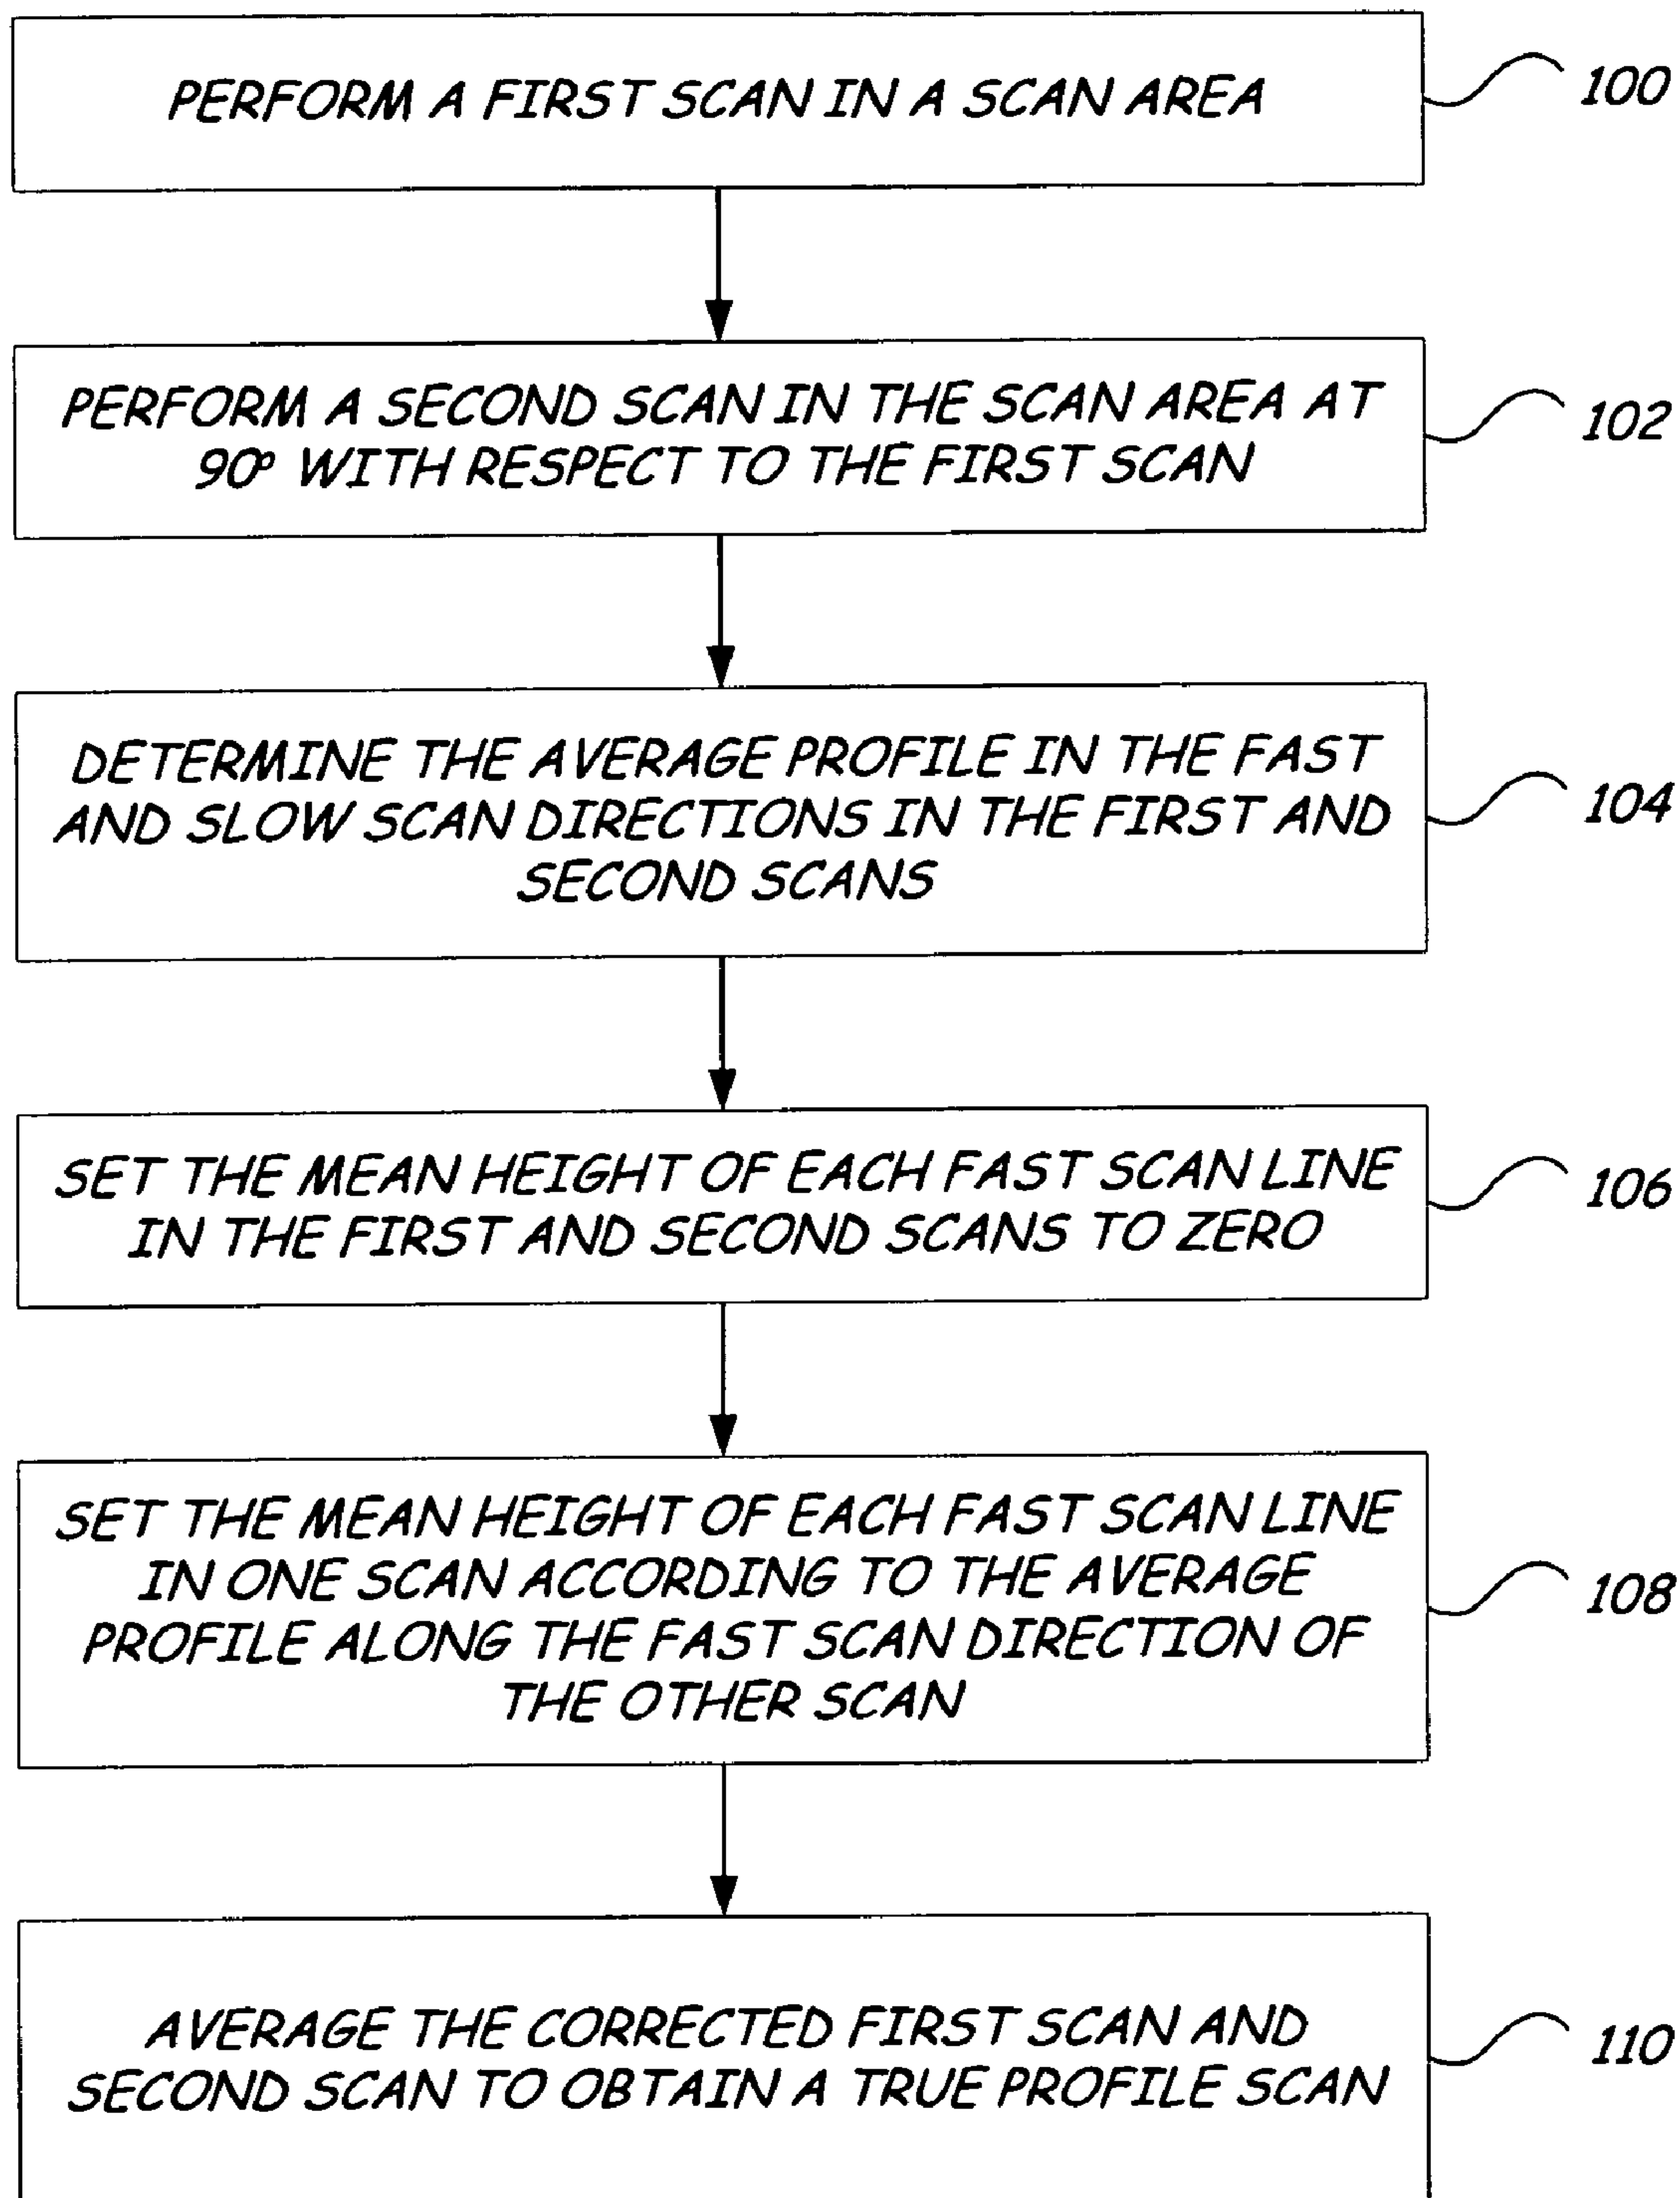 PERFORM A FIRST SCAN IN A SCAN AREA
100
PERFORM A SECOND SCAN IN THE SCAN AREA AT
90° WITH RESPECT TO THE FIRST SCAN
102
DETERMINE THE AVERAGE PROFILE IN THE FAST
AND SLOW SCAN DIRECTIONS IN THE FIRST AND
SECOND SCANS
104
SET THE MEAN HEIGHT OF EACH FAST SCAN LINE
IN THE FIRST AND SECOND SCANS TO ZERO
106
SET THE MEAN HEIGHT OF EACH FAST SCAN LINE
IN ONE SCAN ACCORDING TO THE AVERAGE
PROFILE ALONG THE FAST SCAN DIRECTION OF
THE OTHER SCAN
108
AVERAGE THE CORRECTED FIRST SCAN AND
SECOND SCAN TO OBTAIN A TRUE PROFILE SCAN
110